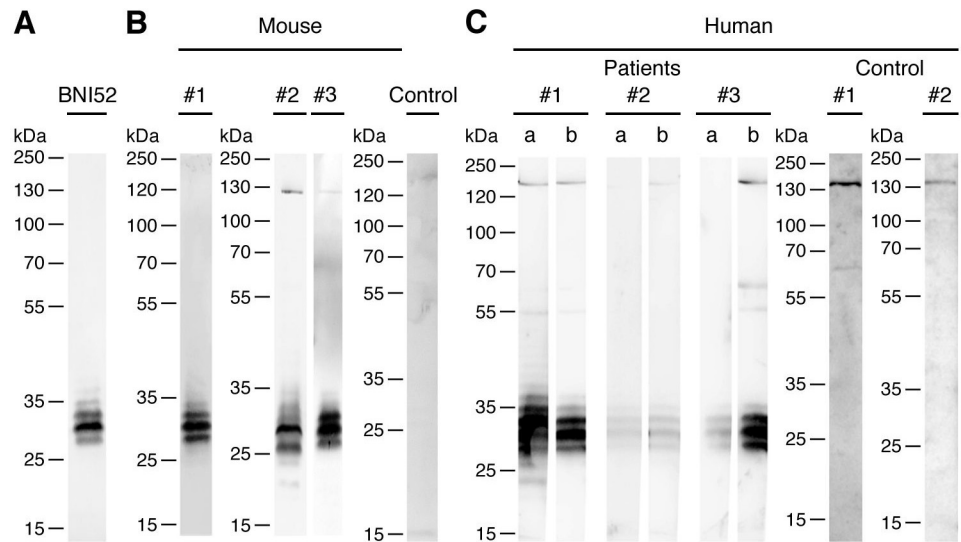 A B C
Mouse Human
Patients Control
BNI52 #1 #2 #3 Control #1 #2 #3 #1 #2
kDa kDa kDa kDa kDa a b a b a b kDa kDa
250 250 250 250 250 250 250
130 120 130 120 130 120 130 130
100 100 100 100 100 100 100
70 70 70 70 70 70 70
55 55 55 55 55 55 55
35 35 35 35 35 35 35
25 25 25 25 25 25 25
15 15 15 15 15 15 15